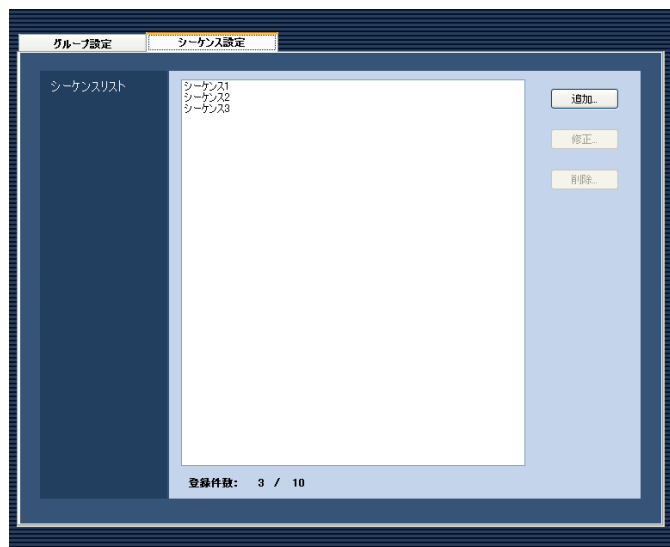 グループ設定 シーケンス設定
シーケンスリスト
シーケンス1
シーケンス2
シーケンス3
追加...
修正...
削除...
登録件数: 3 / 10